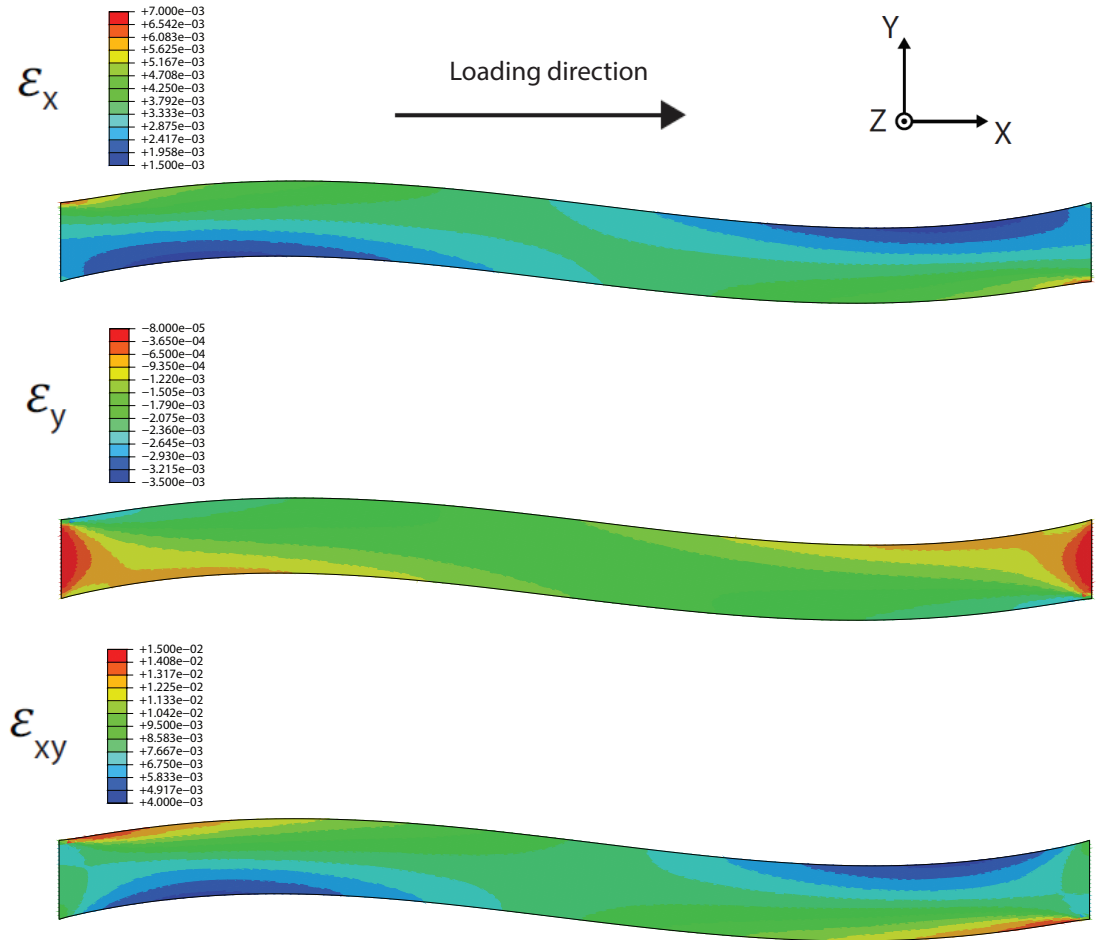 +7.000e−03
+6.542e−03
+6.083e−03
+5.625e−03
+5.167e−03
+4.708e−03
+4.250e−03
+3.792e−03
+3.333e−03
+2.875e−03
+2.417e−03
+1.958e−03
+1.500e−03
εx
Loading direction
Y
Z
X
−8.000e−05
−3.650e−04
−6.500e−04
−9.350e−04
−1.220e−03
−1.505e−03
−1.790e−03
−2.075e−03
−2.360e−03
−2.645e−03
−2.930e−03
−3.215e−03
−3.500e−03
εy
+1.500e−02
+1.408e−02
+1.317e−02
+1.225e−02
+1.133e−02
+1.042e−02
+9.500e−03
+8.583e−03
+7.667e−03
+6.750e−03
+5.833e−03
+4.917e−03
+4.000e−03
εxy